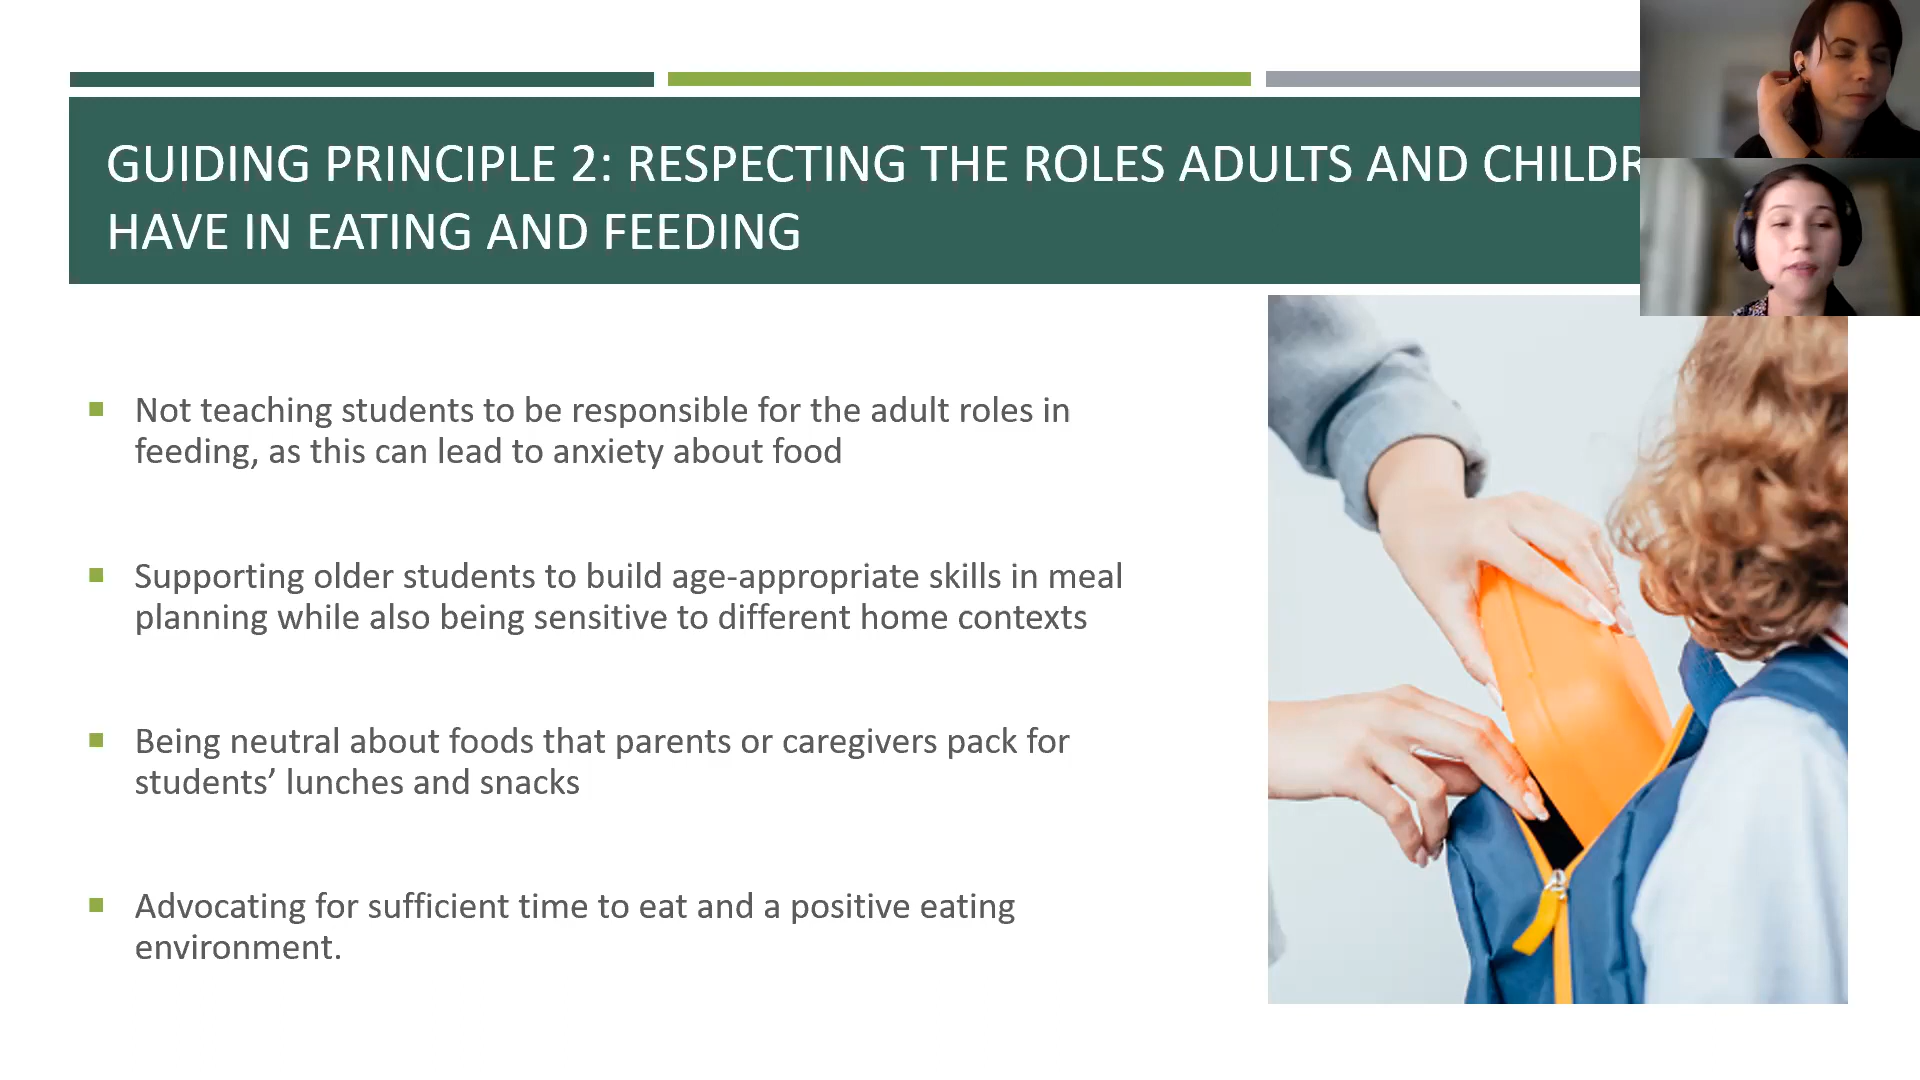 GUIDING PRINCIPLE 2: RESPECTING THE ROLES ADULTS AND
HAVE IN EATING AND FEEDING
Not teaching students to be responsible for the adult roles in
feeding, as this can lead to anxiety about food
Supporting older students to build age-appropriate skills in meal
planning while also being sensitive to different home contexts
Being neutral about foods that parents or caregivers pack for
students’ lunches and snacks
Advocating for sufficient time to eat and a positive eating
environment.